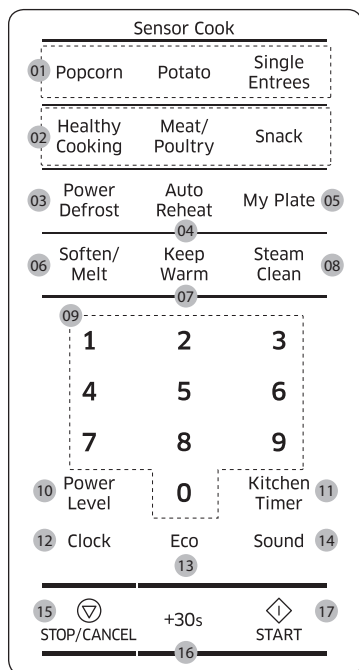 Sensor Cook
01 Popcorn Potato Single
Entrees
02 Healthy Meat/ Snack
Cooking Poultry
03 Power Auto My Plate 05
Defrost Reheat
04
06 Soften/ Keep Steam 08
Melt Warm Clean
07
09
1 2 3
4 5 6
7 8 9
10 Power 0 Kitchen 11
Level Timer
12 Clock Eco Sound 14
13
15 +30s 17
STOP/CANCEL START
16